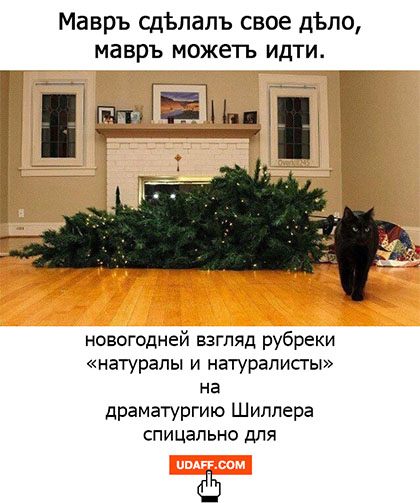 Мавръ сдѣлалъ свое дѣло,
мавръ можетъ идти.
новогодней взгляд рубреки
«натуралы и натуралисты»
на
драматургию Шиллера
спицально для
UDAFF.COM